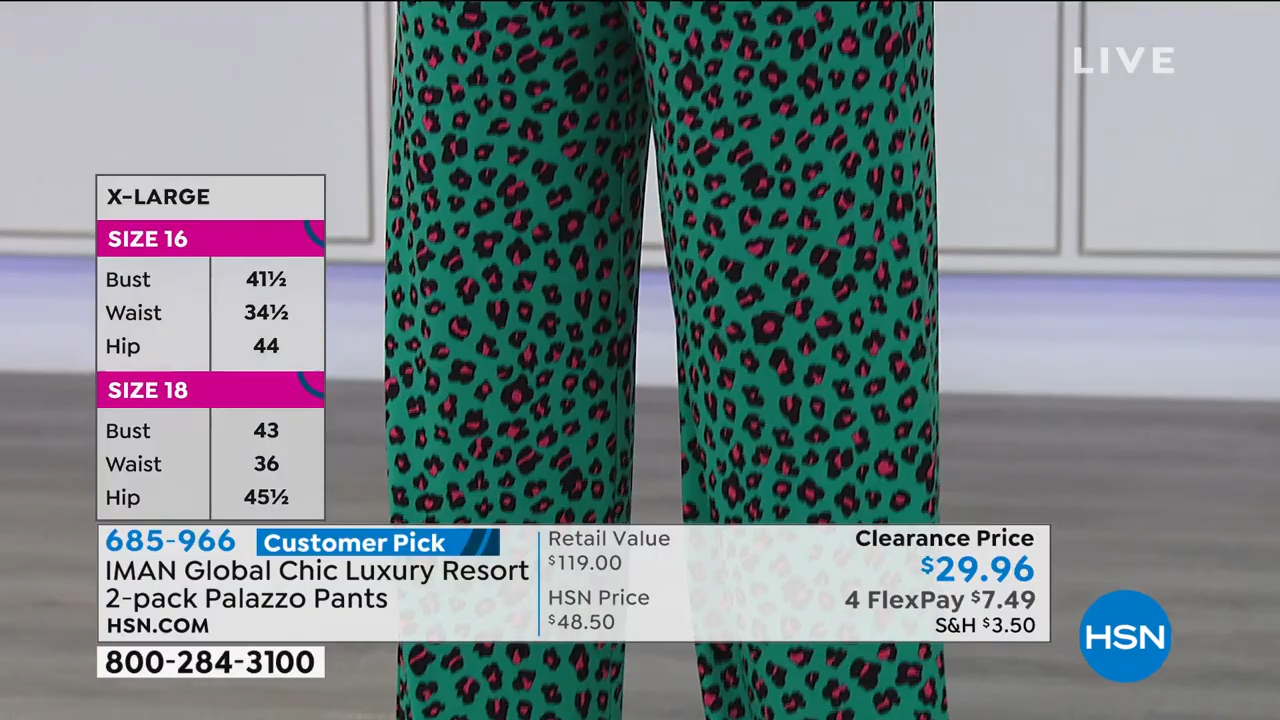 LIVE
X-LARGE
SIZE 16
Bust 41½
Waist 34½
Hip 44
SIZE 18
Bust 43
Waist 36
Hip 45½
685-966 Customer Pick
IMAN Global Chic Luxury Resort
2-pack Palazzo Pants
HSN.COM
800-284-3100
Retail Value
$119.00
HSN Price
$48.50
Clearance Price
$29.96
4 FlexPay $7.49
S&H $3.50
HSN